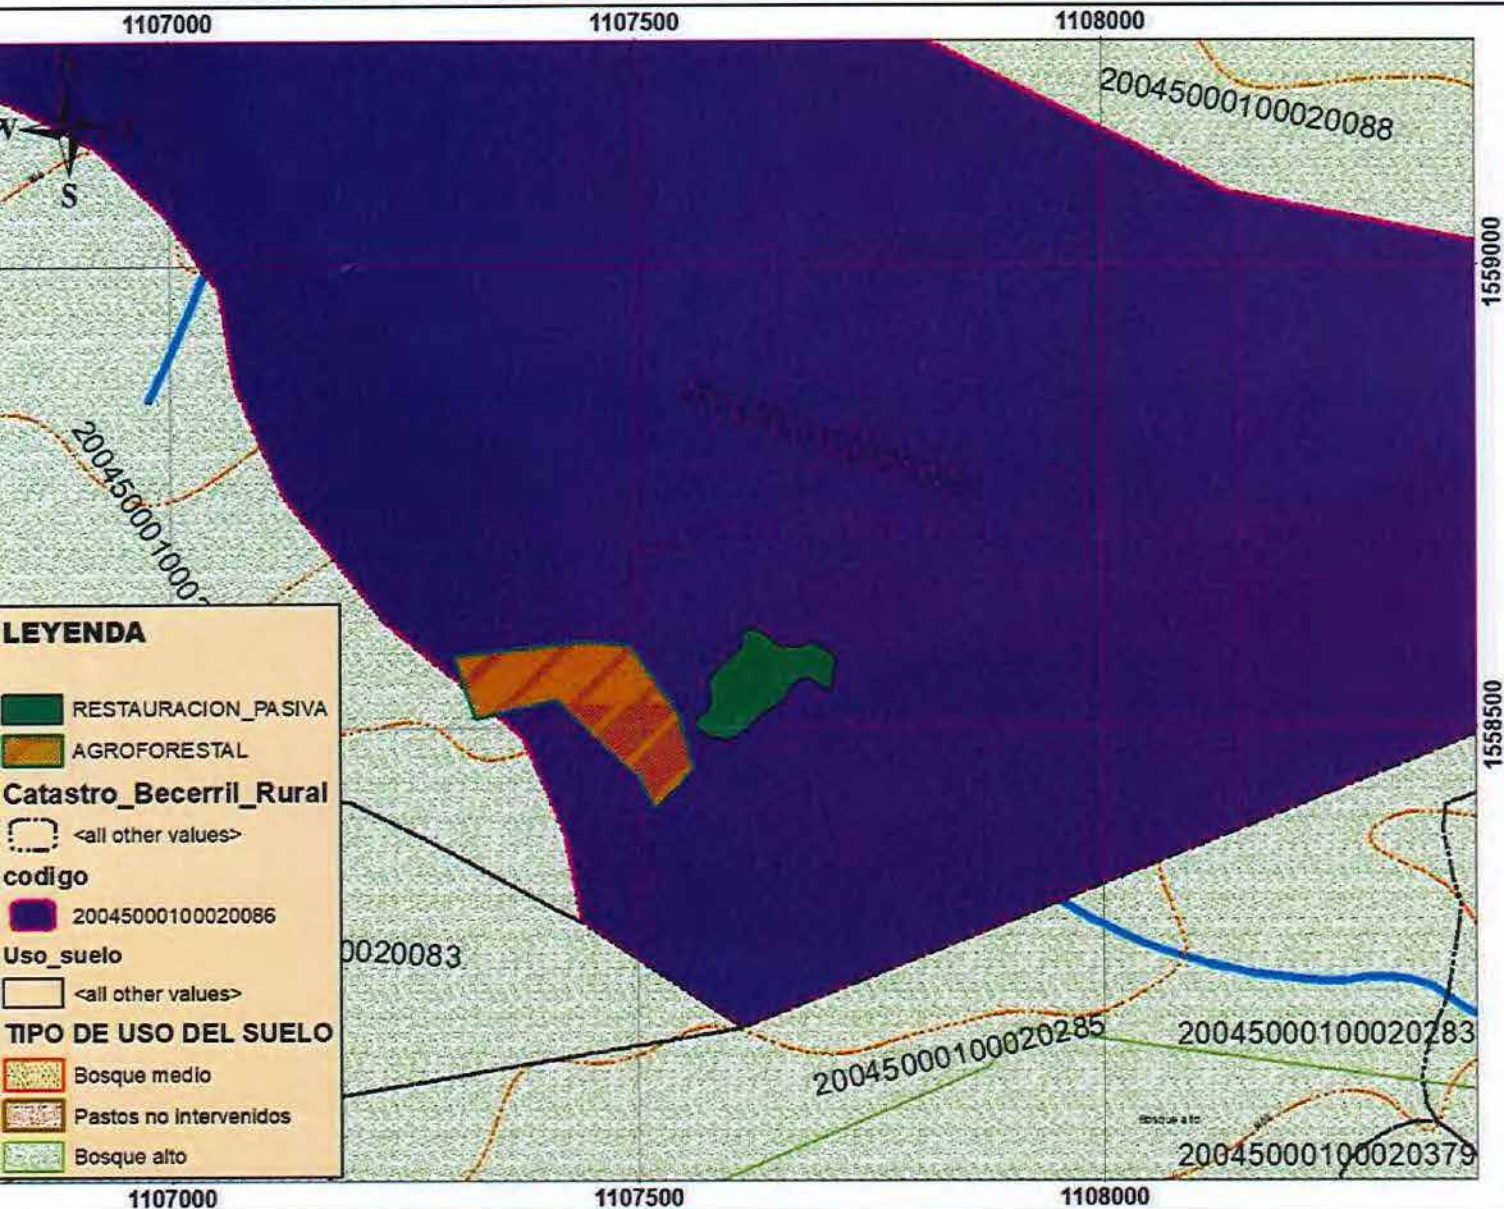 1107000 1107500 1108000
20045000100020088
S
1559000
LEYENDA
RESTAURACION_PASIVA
AGROFORESTAL
Catastro_Becerril_Rural
<all other values>
codigo
20045000100020086
Uso_suelo
<all other values>
TIPO DE USO DEL SUELO
Bosque medio
Pastos no intervenidos
Bosque alto
1558500
0020083
20045000100020285
20045000100020283
Bosque alto
20045000100020379
1107000 1107500 1108000